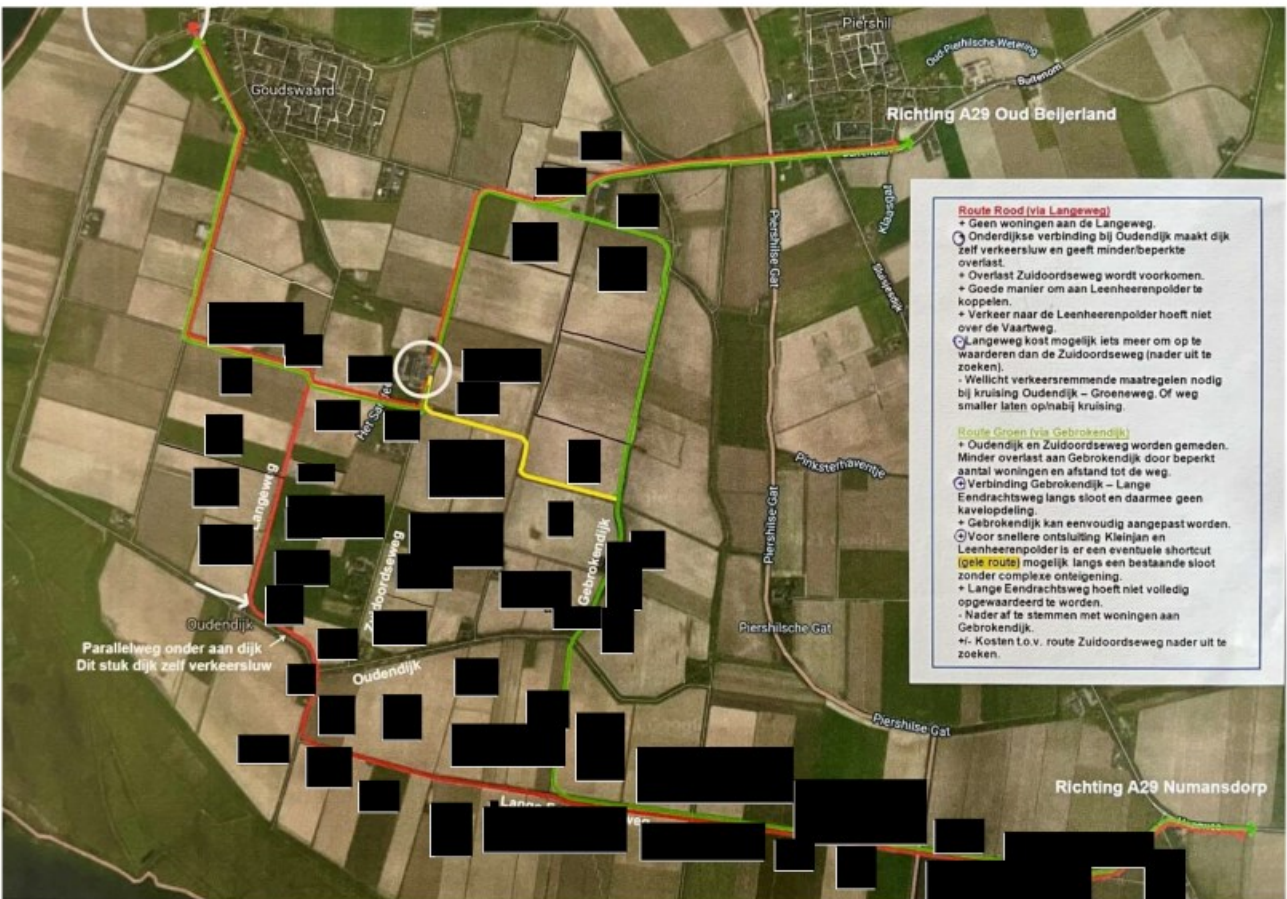 Piershil
Oud-Piershilsche Wetering
Buitenom
Goudswaard
Richting A29 Oud Beijerland
Klaasgat
Sluisjesdijk
Piershilse Gat
Route Rood (via Langeweg)
+ Geen woningen aan de Langeweg.
+ Onderdijkse verbinding bij Oudendijk maakt dijk
zelf verkeersluw en geeft minder/beperkte
overlast.
+ Overlast Zuidoordseweg wordt voorkomen.
+ Goede manier om aan Leenheerenpolder te
koppelen.
+ Verkeer naar de Leenheerenpolder hoeft niet
over de Vaartweg.
- Langeweg kost mogelijk iets meer om op te
waarderen dan de Zuidoordseweg (nader uit te
zoeken).
- Wellicht verkeersremmende maatregelen nodig
bij kruising Oudendijk – Groeneweg. Of weg
smaller laten op/nabij kruising.
Route Groen (via Gebrokendijk)
+ Oudendijk en Zuidoordseweg worden gemeden.
Minder overlast aan Gebrokendijk door beperkt
aantal woningen en afstand tot de weg.
+ Verbinding Gebrokendijk – Lange
Eendrachtsweg langs sloot en daarmee geen
kavelopdeling.
+ Gebrokendijk kan eenvoudig aangepast worden.
+ Voor snellere ontsluiting Kleinjan en
Leenheerenpolder is er een eventuele shortcut
(gele route) mogelijk langs een bestaande sloot
zonder complexe onteigening.
+ Lange Eendrachtsweg hoeft niet volledig
opgewaardeerd te worden.
- Nader af te stemmen met woningen aan
Gebrokendijk.
+/- Kosten t.o.v. route Zuidoordseweg nader uit te
zoeken.
Het
Langeweg
Pinksterhaventje
Piershilse Gat
Gebrokendijk
Oudendijk
Parallelweg onder aan dijk
Dit stuk dijk zelf verkeersluw
Oudendijk
Piershilsche Gat
Piershilse Gat
Richting A29 Numansdorp
Lange
weg